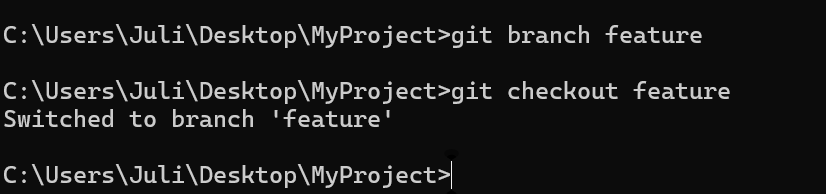 C:\Users\Juli\Desktop\MyProject>git branch feature
C:\Users\Juli\Desktop\MyProject>git checkout feature
Switched to branch 'feature'
C:\Users\Juli\Desktop\MyProject>